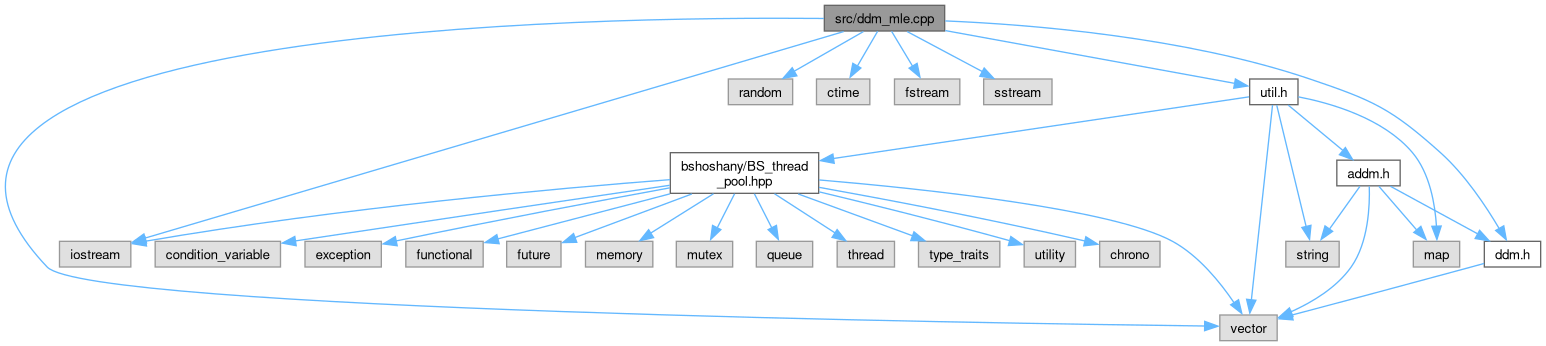 src/ddm_mle.cpp
random
ctime
fstream
sstream
util.h
bshoshany/BS_thread
_pool.hpp
addm.h
iostream
condition_variable
exception
functional
future
memory
mutex
queue
thread
type_traits
utility
chrono
string
map
ddm.h
vector